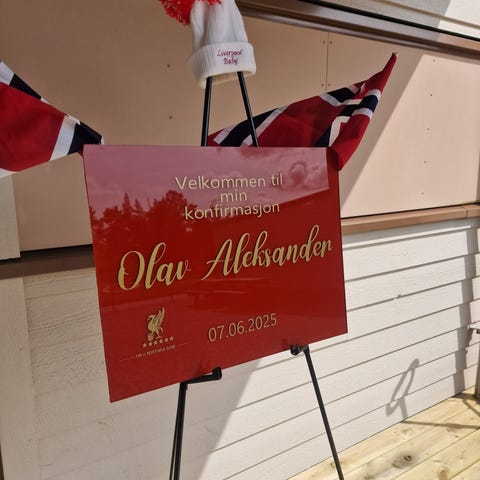 Liverpool
Baby
Velkommen til
min
konfirmasjon
Olav Aleksander
07.06.2025